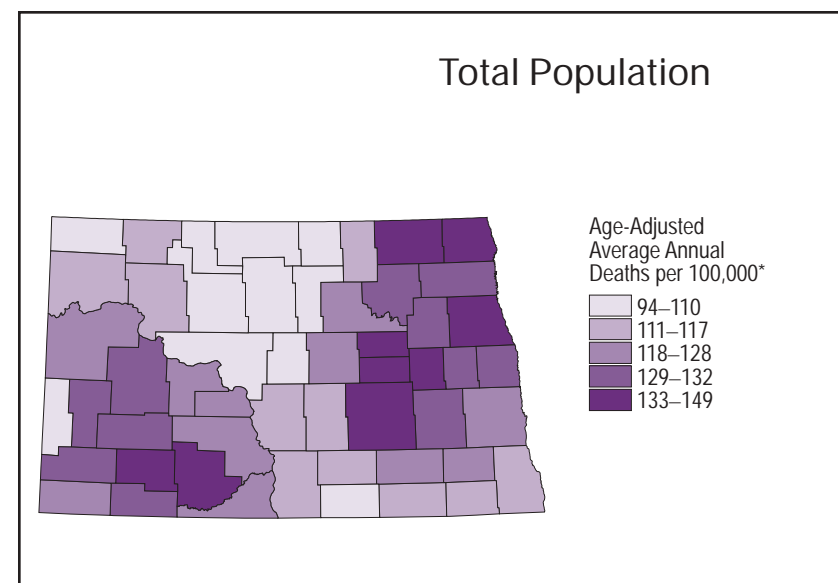 Total Population
Age-Adjusted
Average Annual
Deaths per 100,000*
94–110
111–117
118–128
129–132
133–149